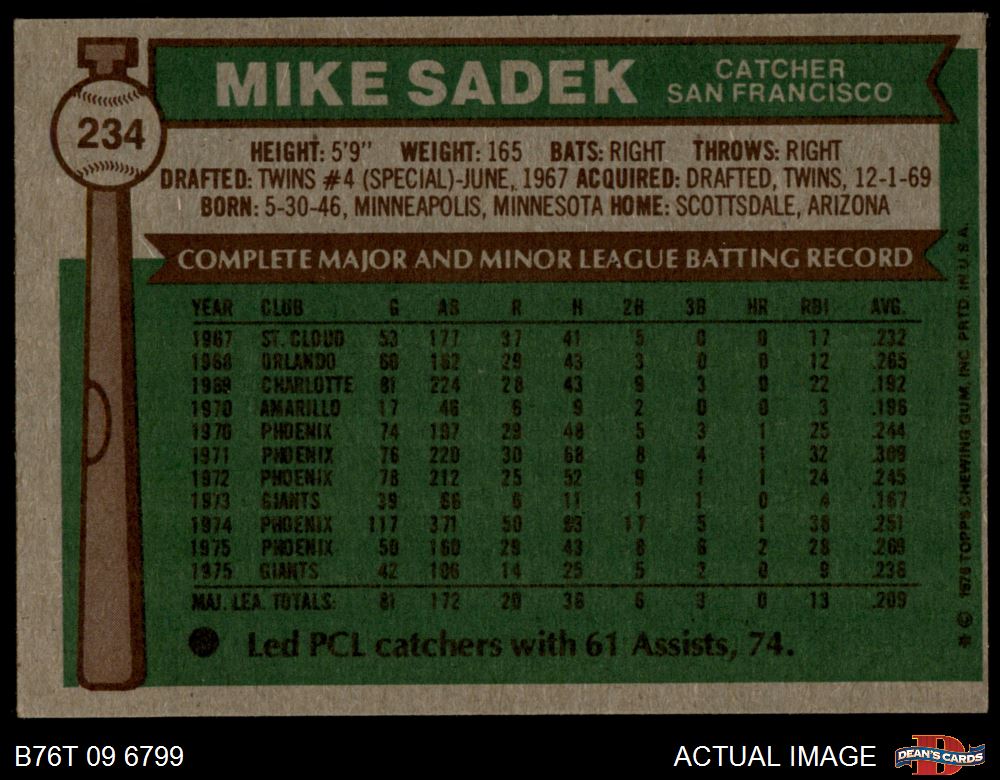 234
MIKE SADEK
CATCHER
SAN FRANCISCO
HEIGHT: 5'9" WEIGHT: 165 BATS: RIGHT THROWS: RIGHT
DRAFTED: TWINS #4 (SPECIAL)-JUNE, 1967 ACQUIRED: DRAFTED, TWINS, 12-1-69
BORN: 5-30-46, MINNEAPOLIS, MINNESOTA HOME: SCOTTSDALE, ARIZONA
COMPLETE MAJOR AND MINOR LEAGUE BATTING RECORD
YEAR CLUB G AB R H 2B 3B HR RBI AVG.
1967 ST. CLOUD 53 177 37 41 5 0 0 17 .232
1968 ORLANDO 60 162 29 43 3 0 0 12 .265
1969 CHARLOTTE 81 224 28 43 9 3 0 22 .192
1970 AMARILLO 17 46 6 9 2 0 0 3 .196
1970 PHOENIX 74 197 29 48 5 3 1 25 .244
1971 PHOENIX 76 220 30 68 8 4 1 32 .309
1972 PHOENIX 78 212 25 52 9 1 1 24 .245
1973 GIANTS 39 66 6 11 1 1 0 4 .167
1974 PHOENIX 117 371 50 93 17 5 1 38 .251
1975 PHOENIX 50 160 29 43 8 6 2 28 .269
1975 GIANTS 42 106 14 25 5 2 0 9 .236
MAJ. LEA. TOTALS: 81 172 20 36 6 3 0 13 .209
Led PCL catchers with 61 Assists, 74.
* © 1976 TOPPS CHEWING GUM, INC. PRTD. IN U.S.A.
B76T 09 6799
ACTUAL IMAGE
D
DEAN'S CARDS